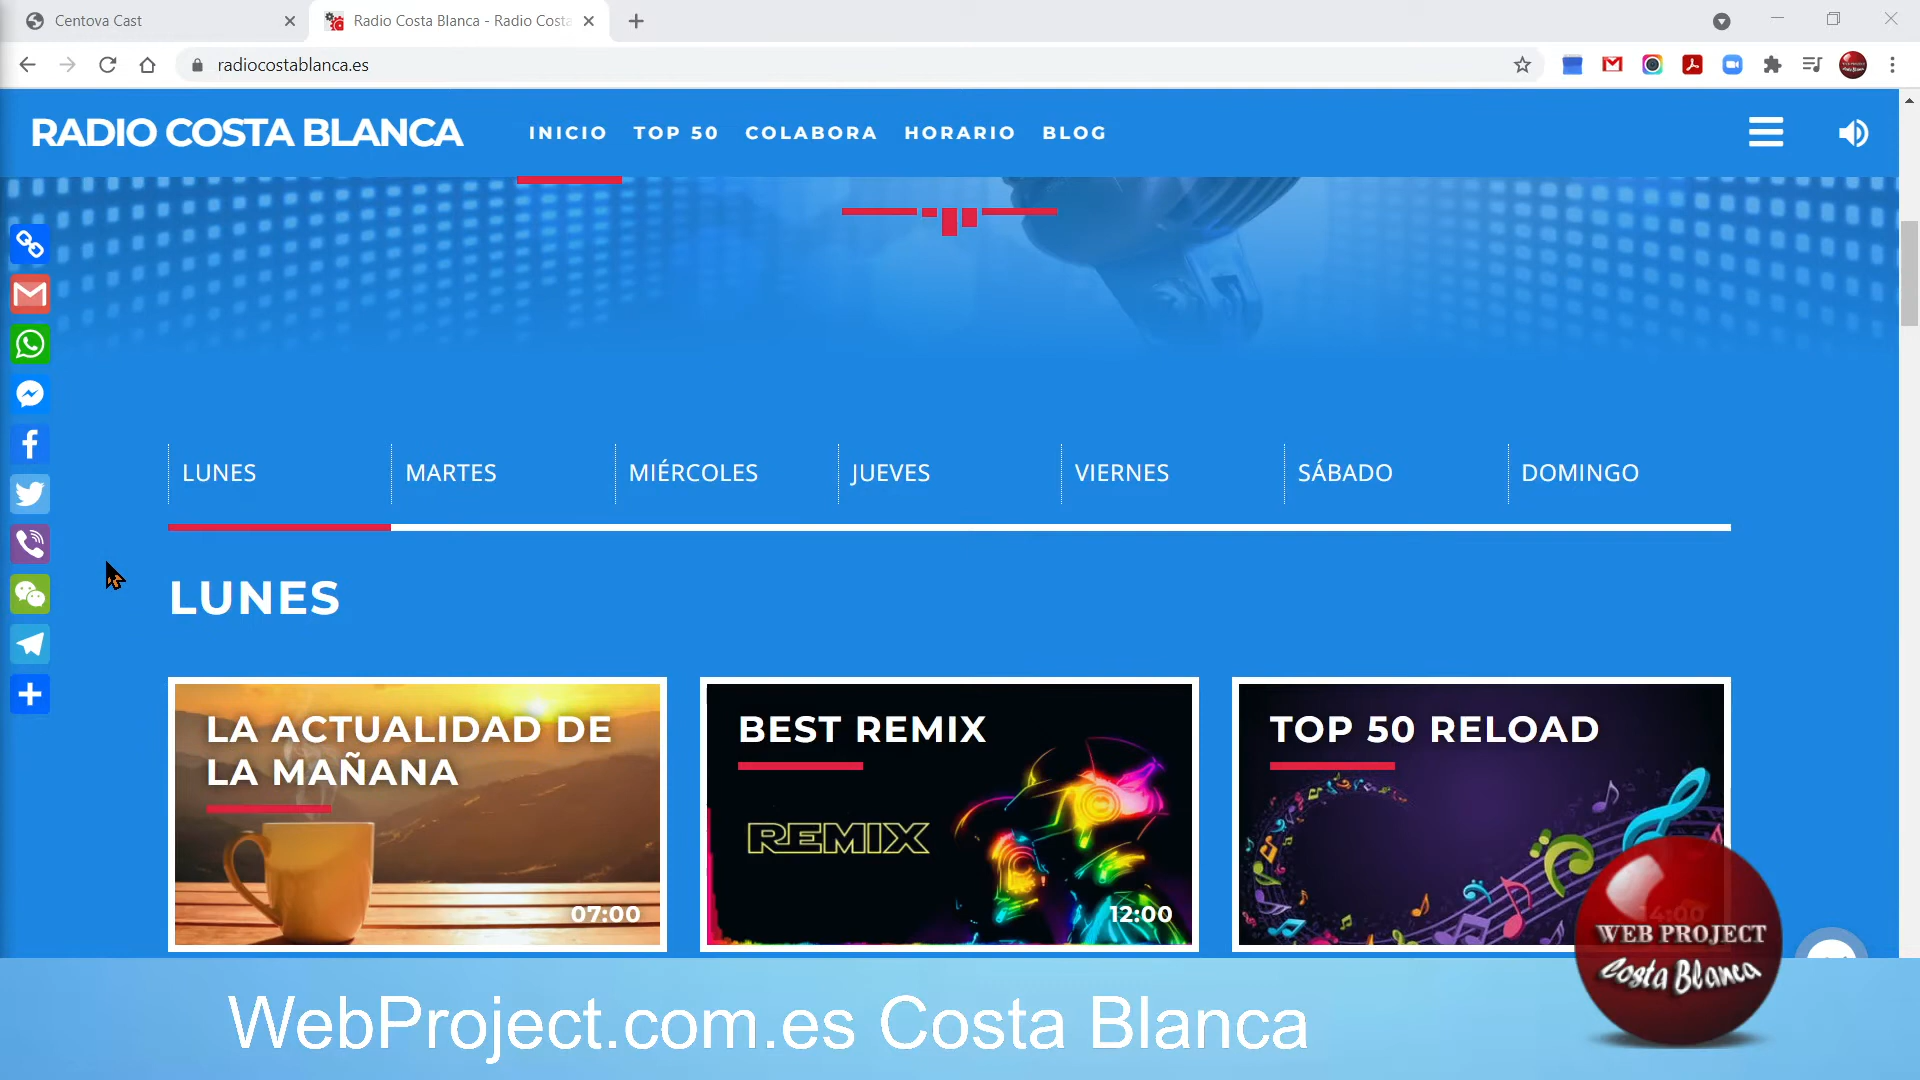 Centova Cast
Radio Costa Blanca - Radio Costa
radiocostablanca.es
RADIO COSTA BLANCA
INICIO TOP 50 COLABORA HORARIO BLOG
LUNES MARTES MIÉRCOLES JUEVES VIERNES SÁBADO DOMINGO
LUNES
LA ACTUALIDAD DE
LA MAÑANA
07:00
BEST REMIX
REMIX
12:00
TOP 50 RELOAD
14:00
WEB PROJECT
Costa Blanca
WebProject.com.es Costa Blanca